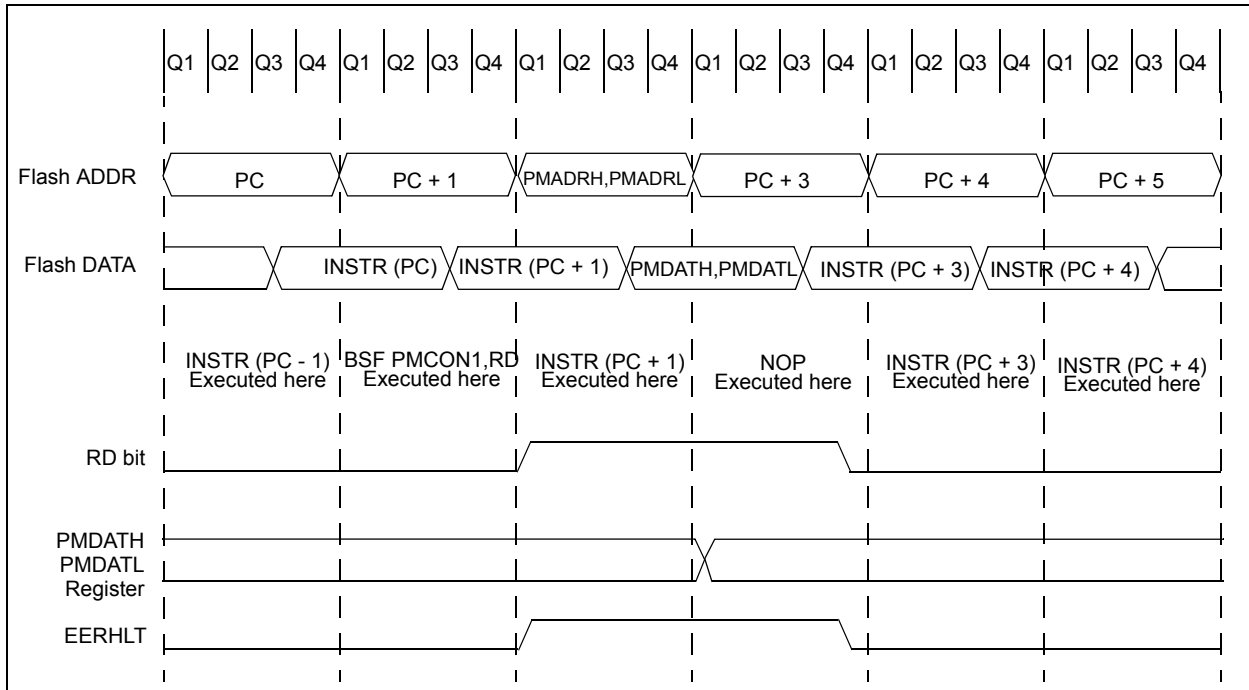 Q1 Q2 Q3 Q4 Q1 Q2 Q3 Q4 Q1 Q2 Q3 Q4 Q1 Q2 Q3 Q4 Q1 Q2 Q3 Q4 Q1 Q2 Q3 Q4
Flash ADDR PC PC + 1 PMADRH,PMADRL PC + 3 PC + 4 PC + 5
Flash DATA INSTR (PC) INSTR (PC + 1) PMDATH,PMDATL INSTR (PC + 3) INSTR (PC + 4)
INSTR (PC - 1) BSF PMCON1,RD INSTR (PC + 1) NOP INSTR (PC + 3) INSTR (PC + 4)
Executed here Executed here Executed here Executed here Executed here Executed here
RD bit
PMDATH
PMDATL
Register
EERHLT